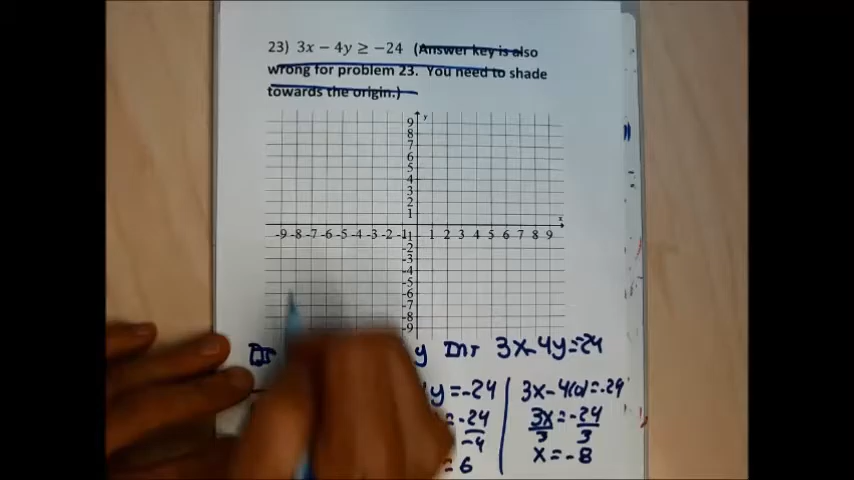 23) 3x − 4y ≥ −24 (Answer key is also
wrong for problem 23. You need to shade
towards the origin.)
y
9
8
7
6
5
4
3
2
1
x
-9 -8 -7 -6 -5 -4 -3 -2 -1 1 2 3 4 5 6 7 8 9
-2
-3
-4
-5
-6
-7
-8
-9
y Int 3x-4y=24
y=-24 3x-4(0)=-24
=-24/-4 3x/3=-24/3
=6 x=-8